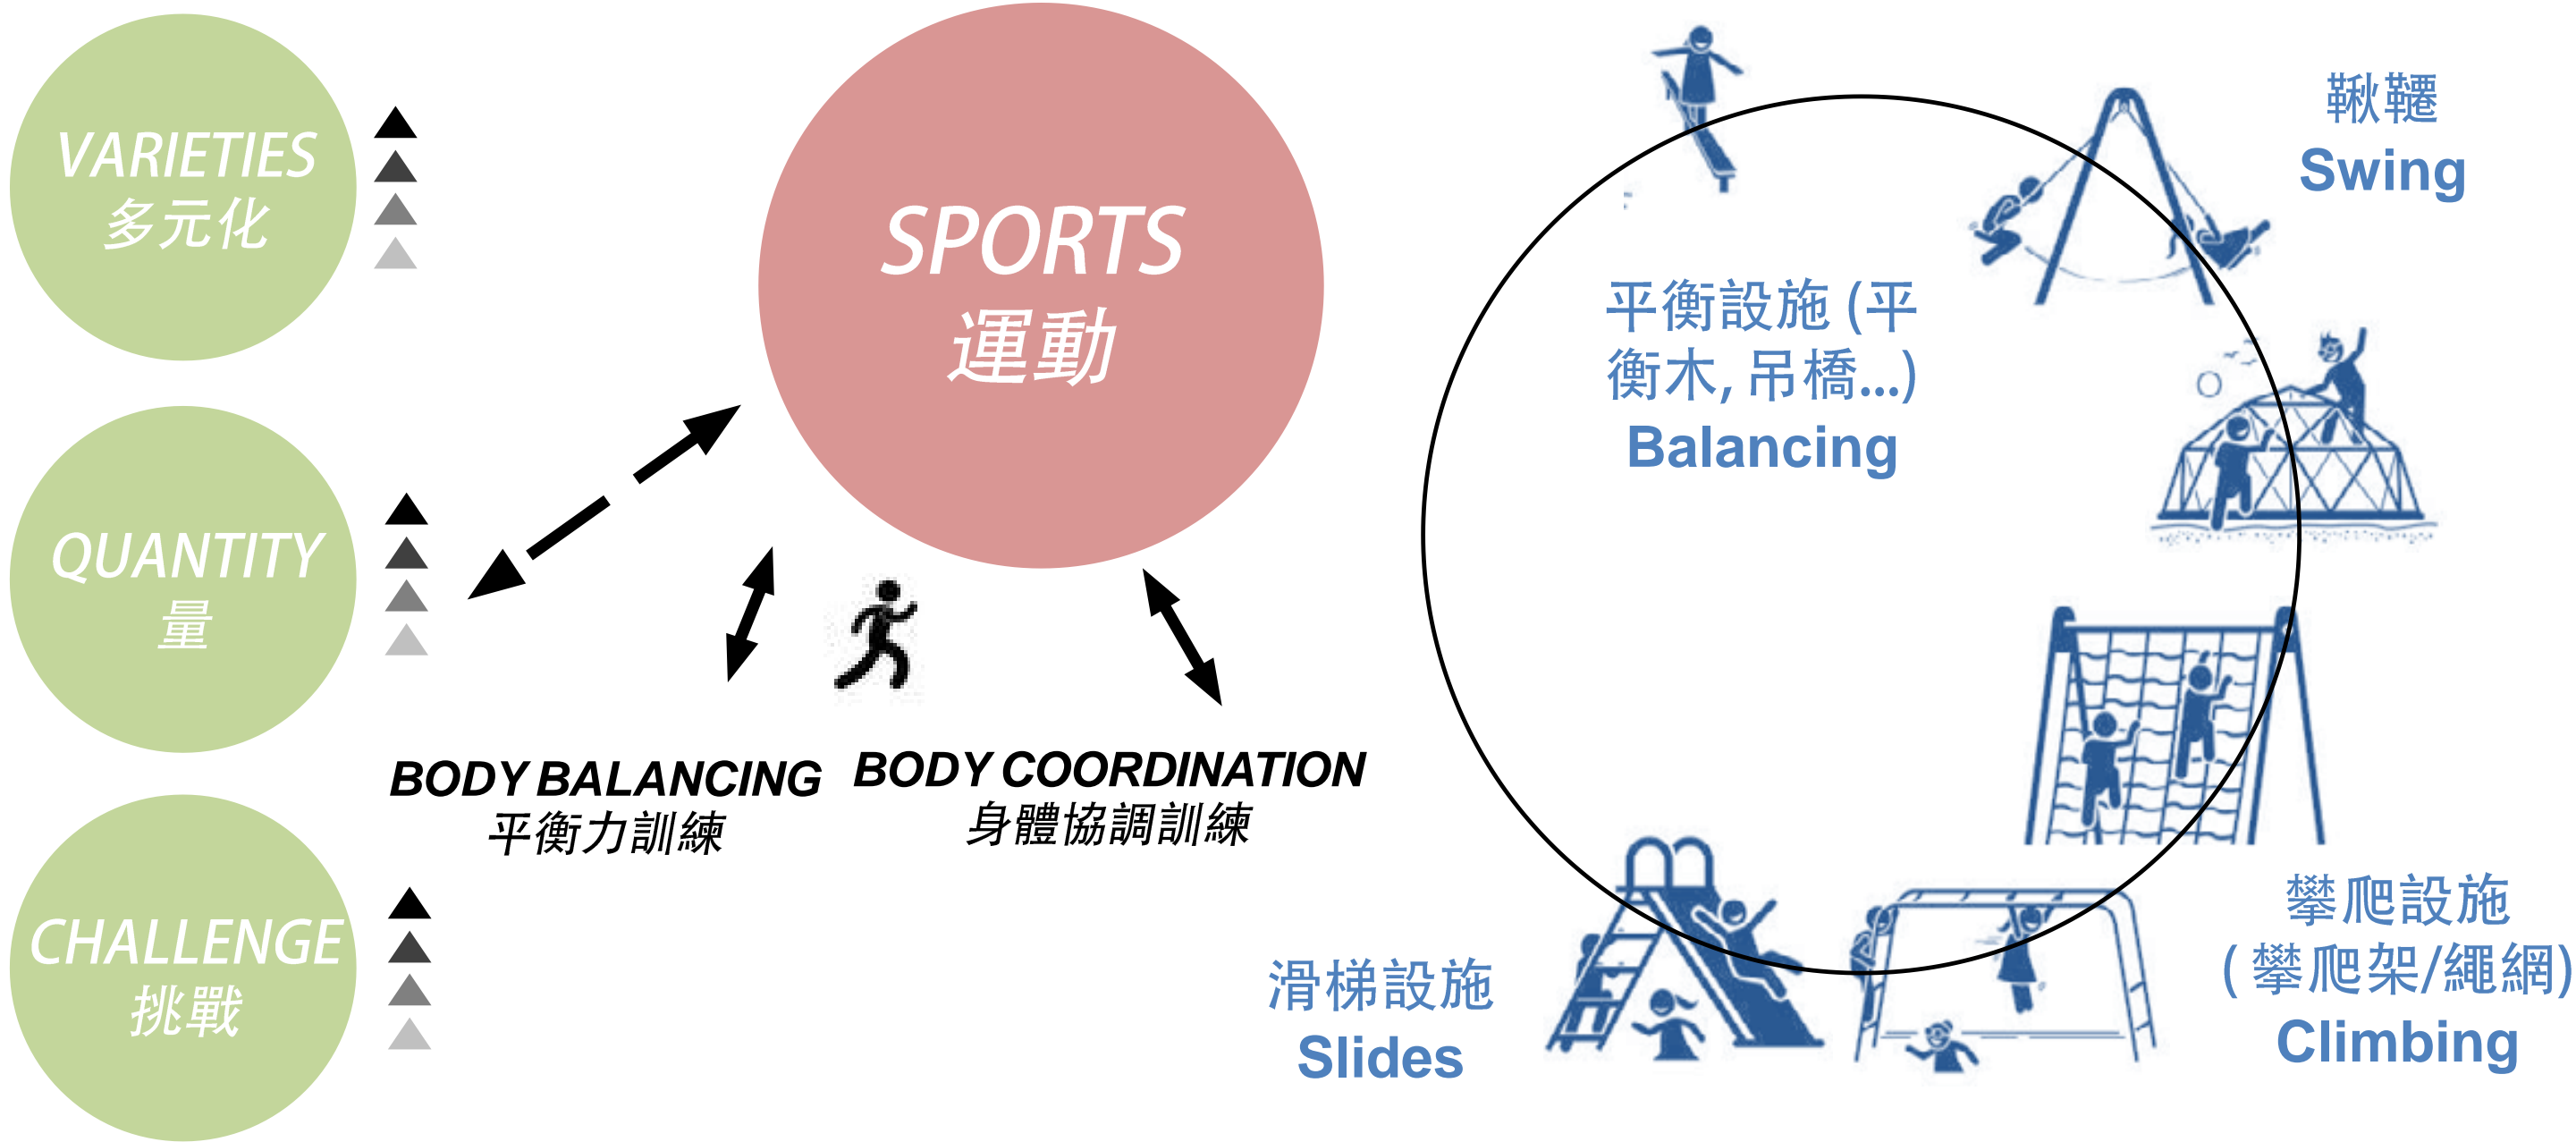 VARIETIES
多元化
QUANTITY
量
CHALLENGE
挑戰
SPORTS
運動
BODY BALANCING
平衡力訓練
BODY COORDINATION
身體協調訓練
鞦韆
Swing
平衡設施 (平
衡木, 吊橋...)
Balancing
攀爬設施
( 攀爬架/繩網)
Climbing
滑梯設施
Slides